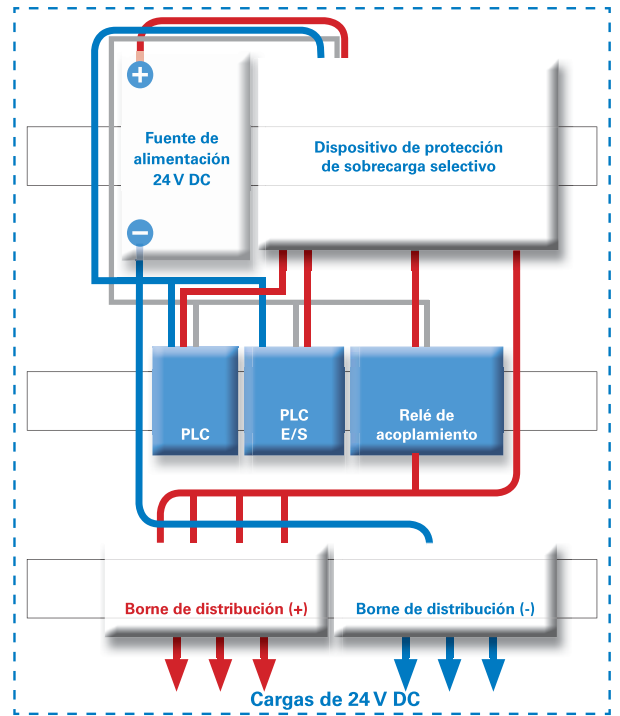 +
Fuente de
alimentación
24 V DC
−
Dispositivo de protección
de sobrecarga selectivo
PLC
PLC
E/S
Relé de
acoplamiento
Borne de distribución (+)
Borne de distribución (-)
Cargas de 24 V DC